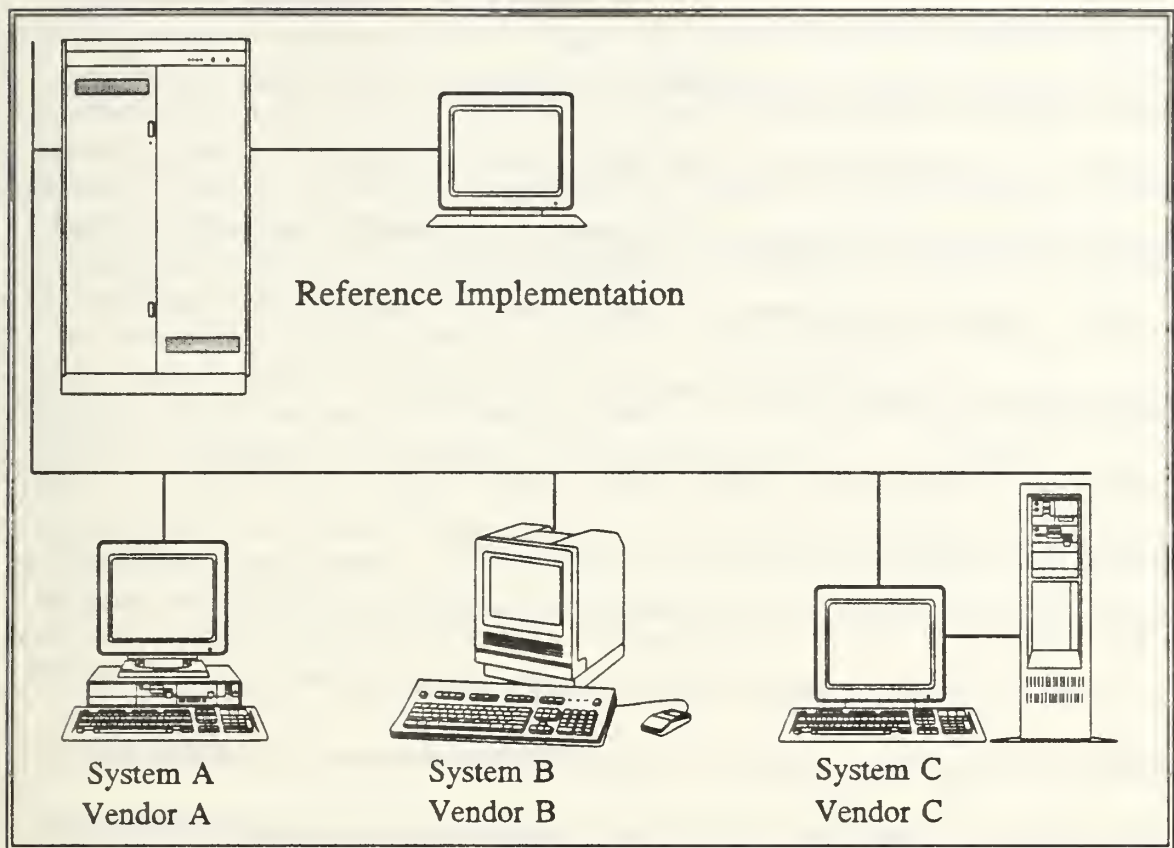 Reference Implementation
System A
Vendor A
System B
Vendor B
System C
Vendor C